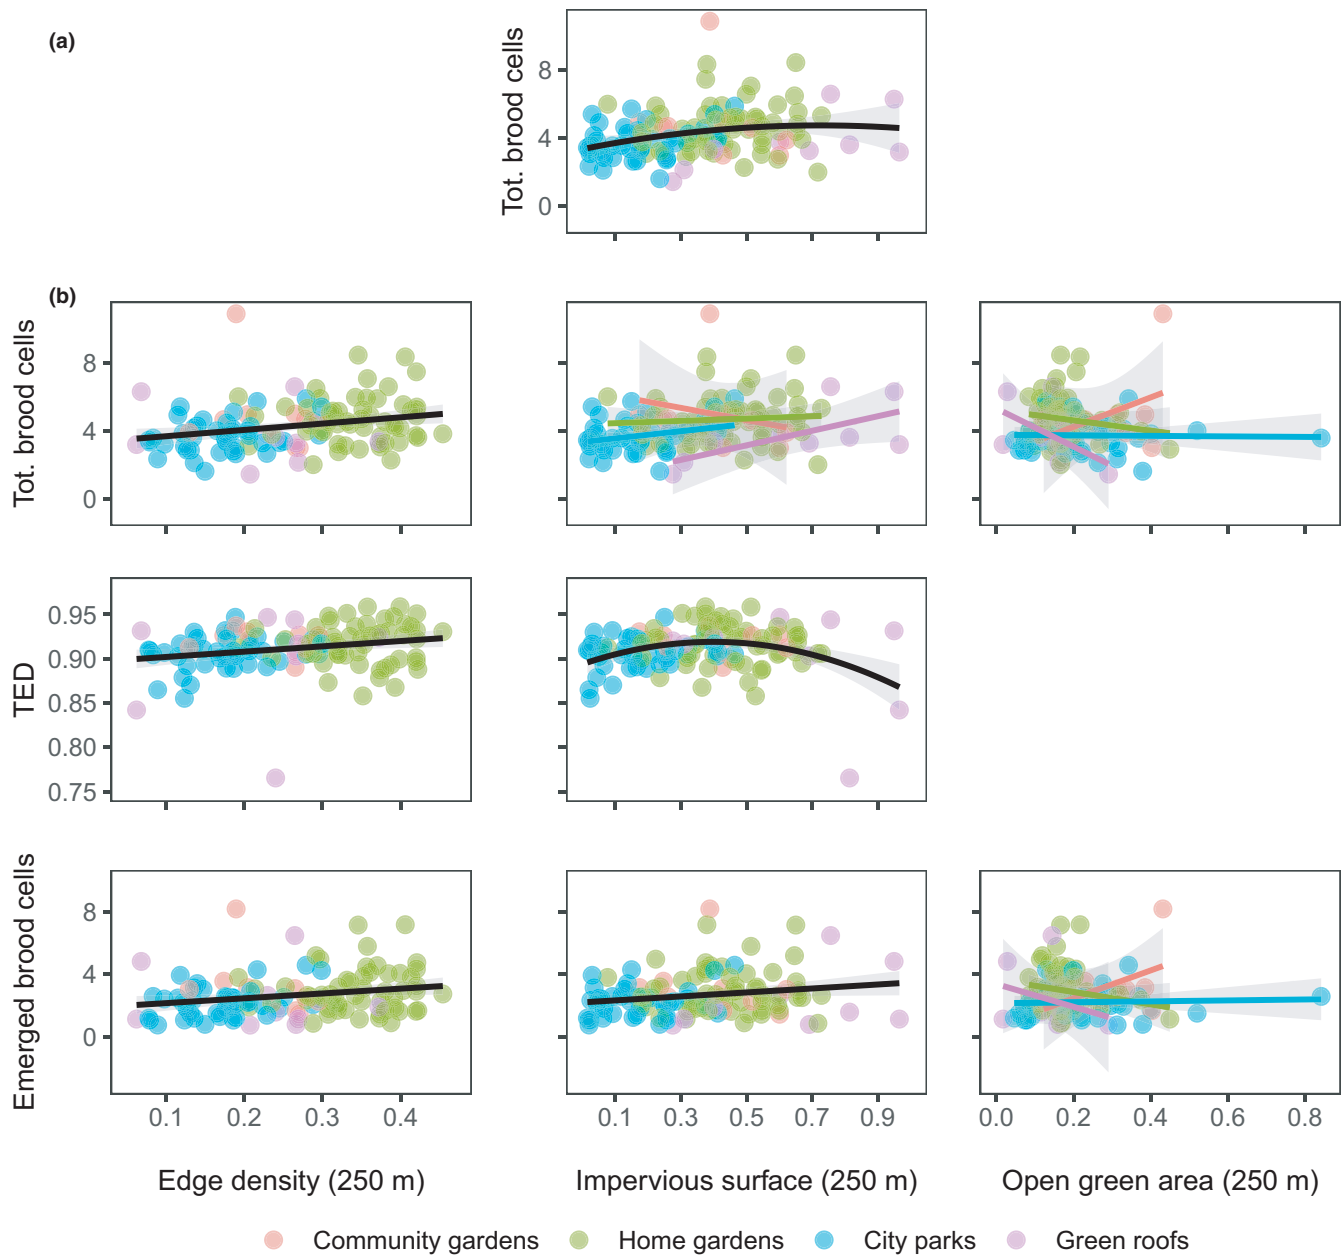 (a)
Tot. brood cells
8
4
0
(b)
Tot. brood cells
8
4
0
TED
0.95
0.90
0.85
0.80
0.75
Emerged brood cells
8
4
0
0.1 0.2 0.3 0.4
0.1 0.3 0.5 0.7 0.9
0.0 0.2 0.4 0.6 0.8
Edge density (250 m)
Impervious surface (250 m)
Open green area (250 m)
Community gardens Home gardens City parks Green roofs